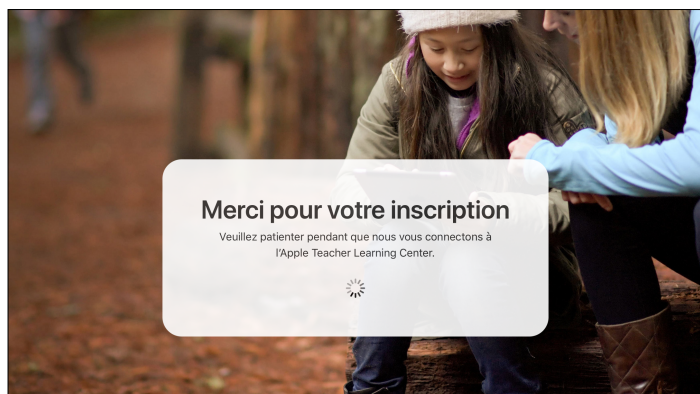 Merci pour votre inscription
Veuillez patienter pendant que nous vous connectons à
l’Apple Teacher Learning Center.